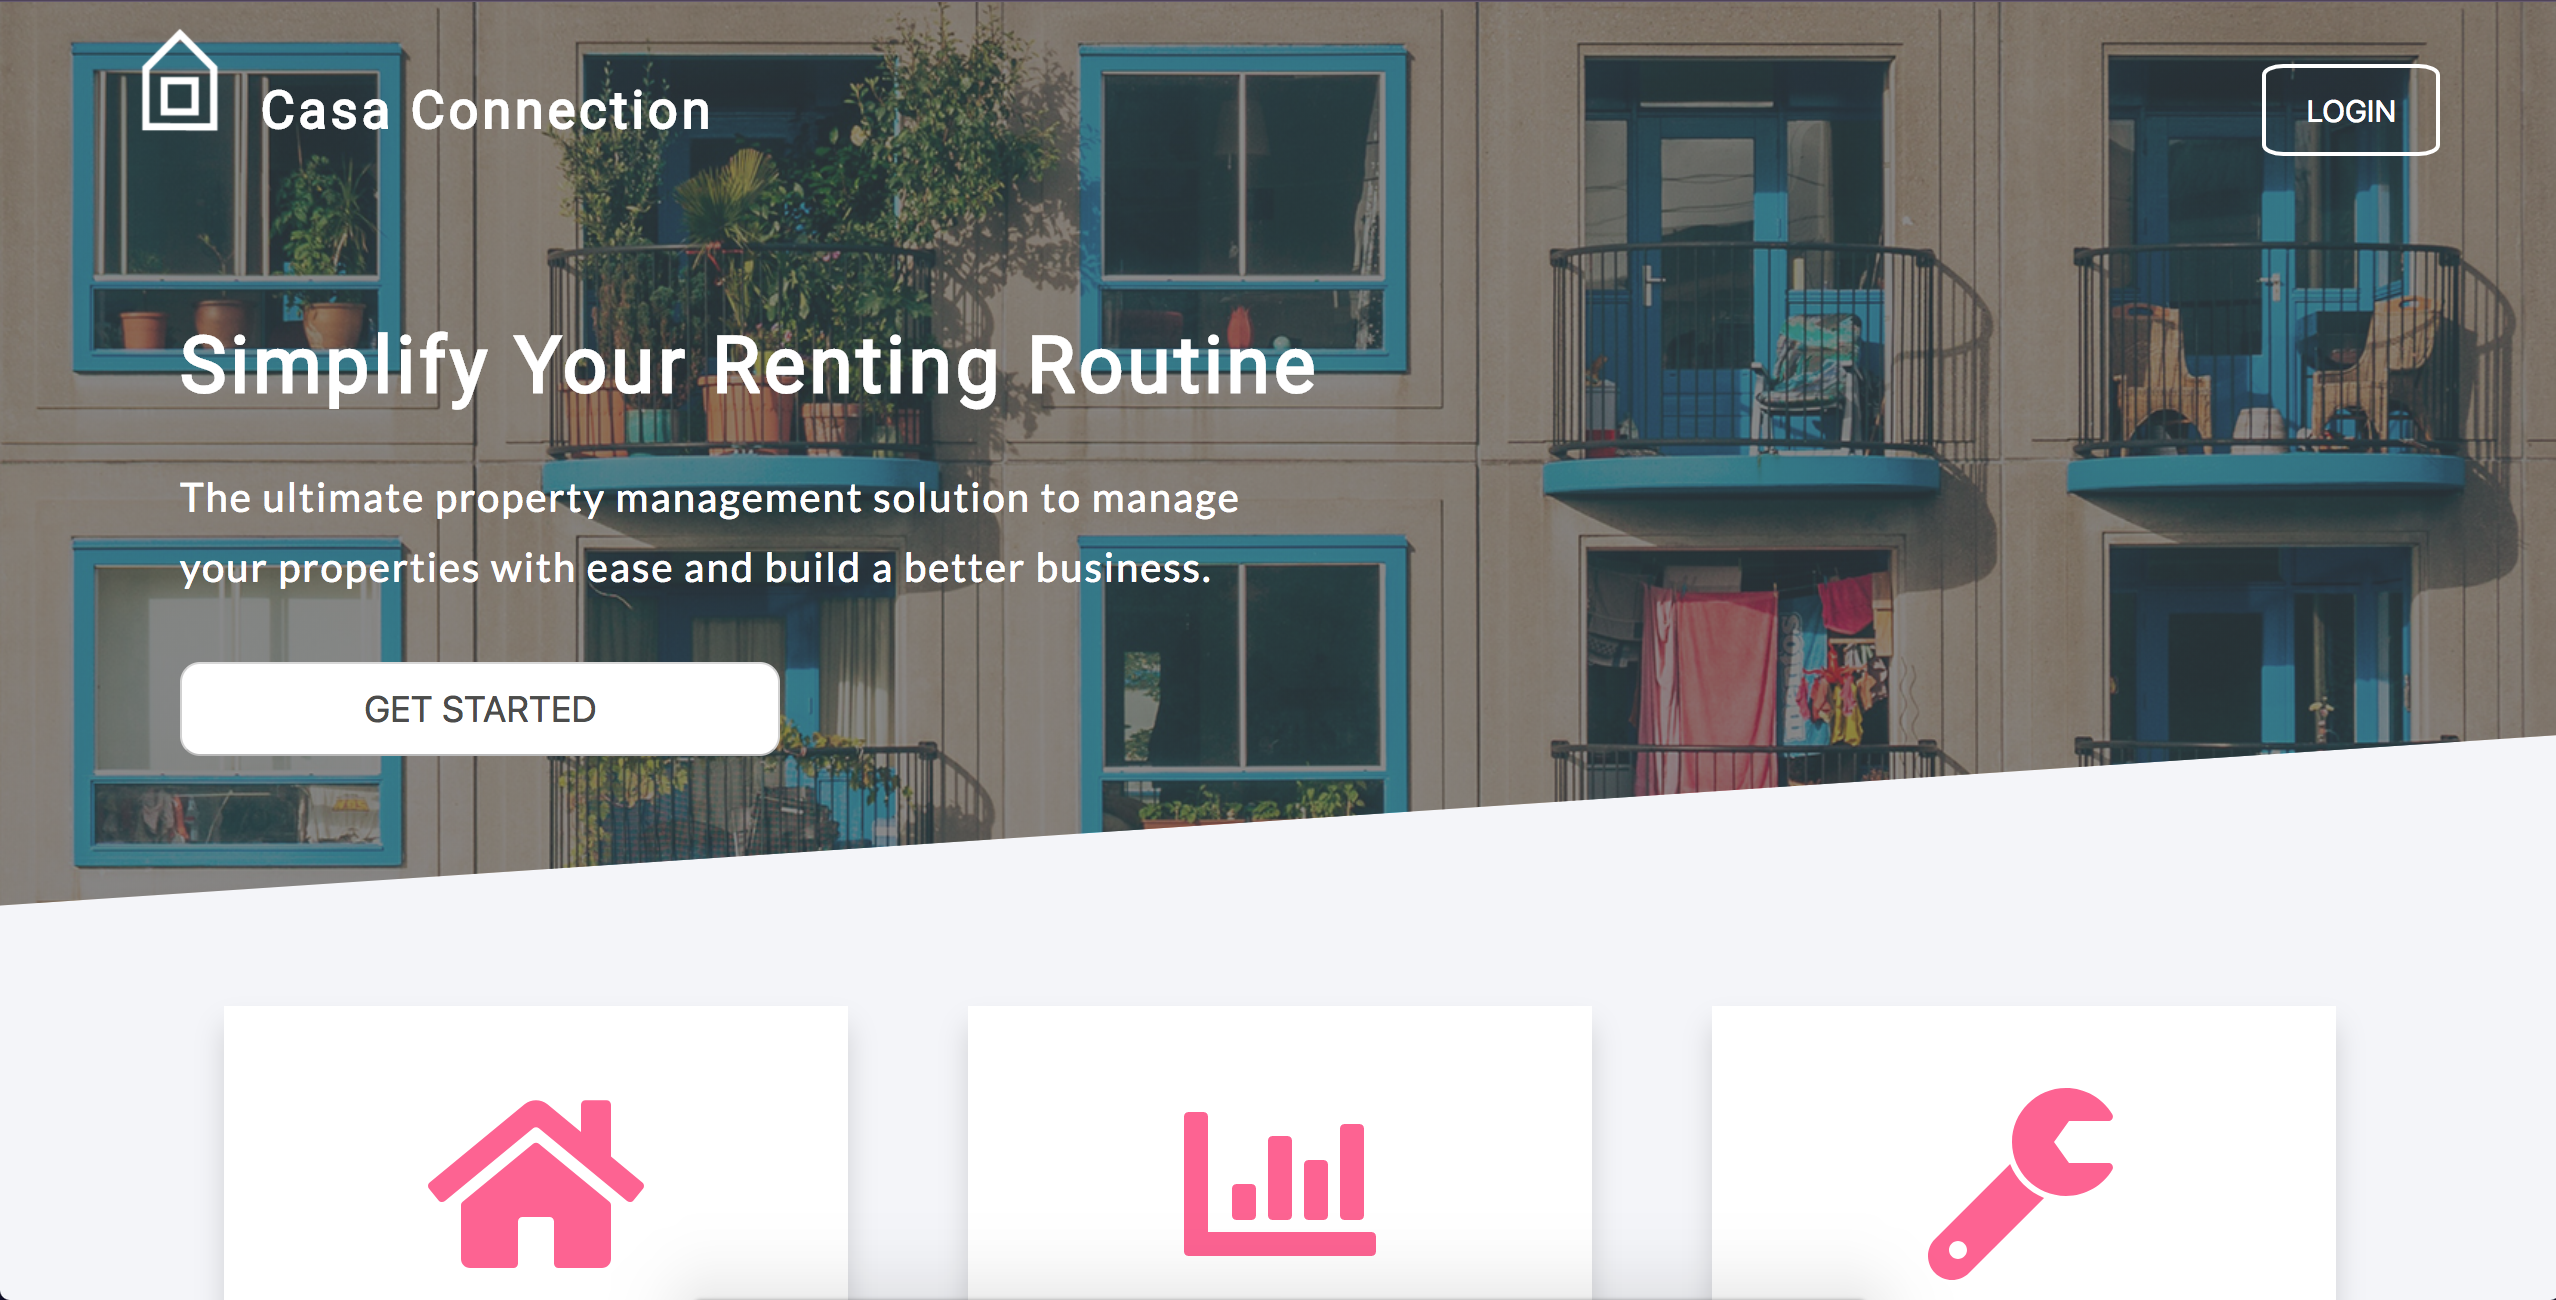 Casa Connection
LOGIN
Simplify Your Renting Routine
The ultimate property management solution to manage
your properties with ease and build a better business.
GET STARTED